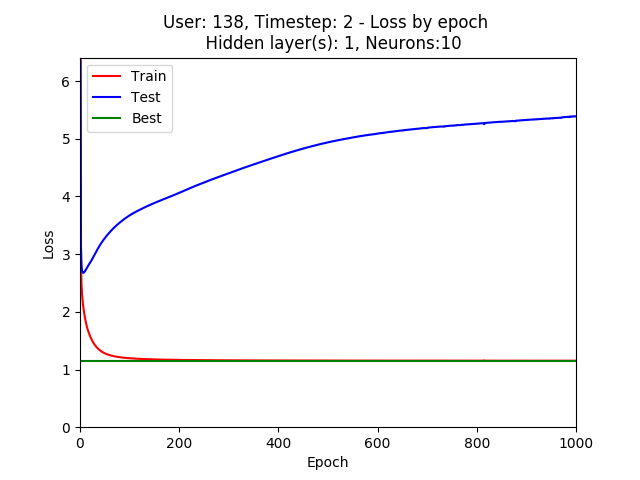 User: 138, Timestep: 2 - Loss by epoch
Hidden layer(s): 1, Neurons:10
Train
Test
Best
6
5
4
3
2
1
0
Loss
0 200 400 600 800 1000
Epoch